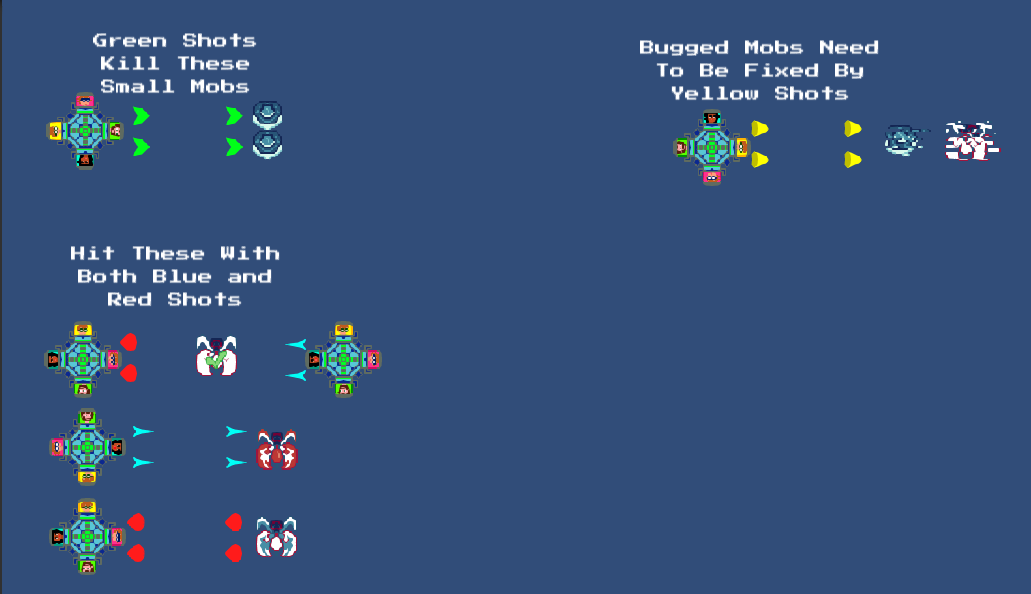 Green Shots
Kill These
Small Mobs
Bugged Mobs Need
To Be Fixed By
Yellow Shots
Hit These With
Both Blue and
Red Shots